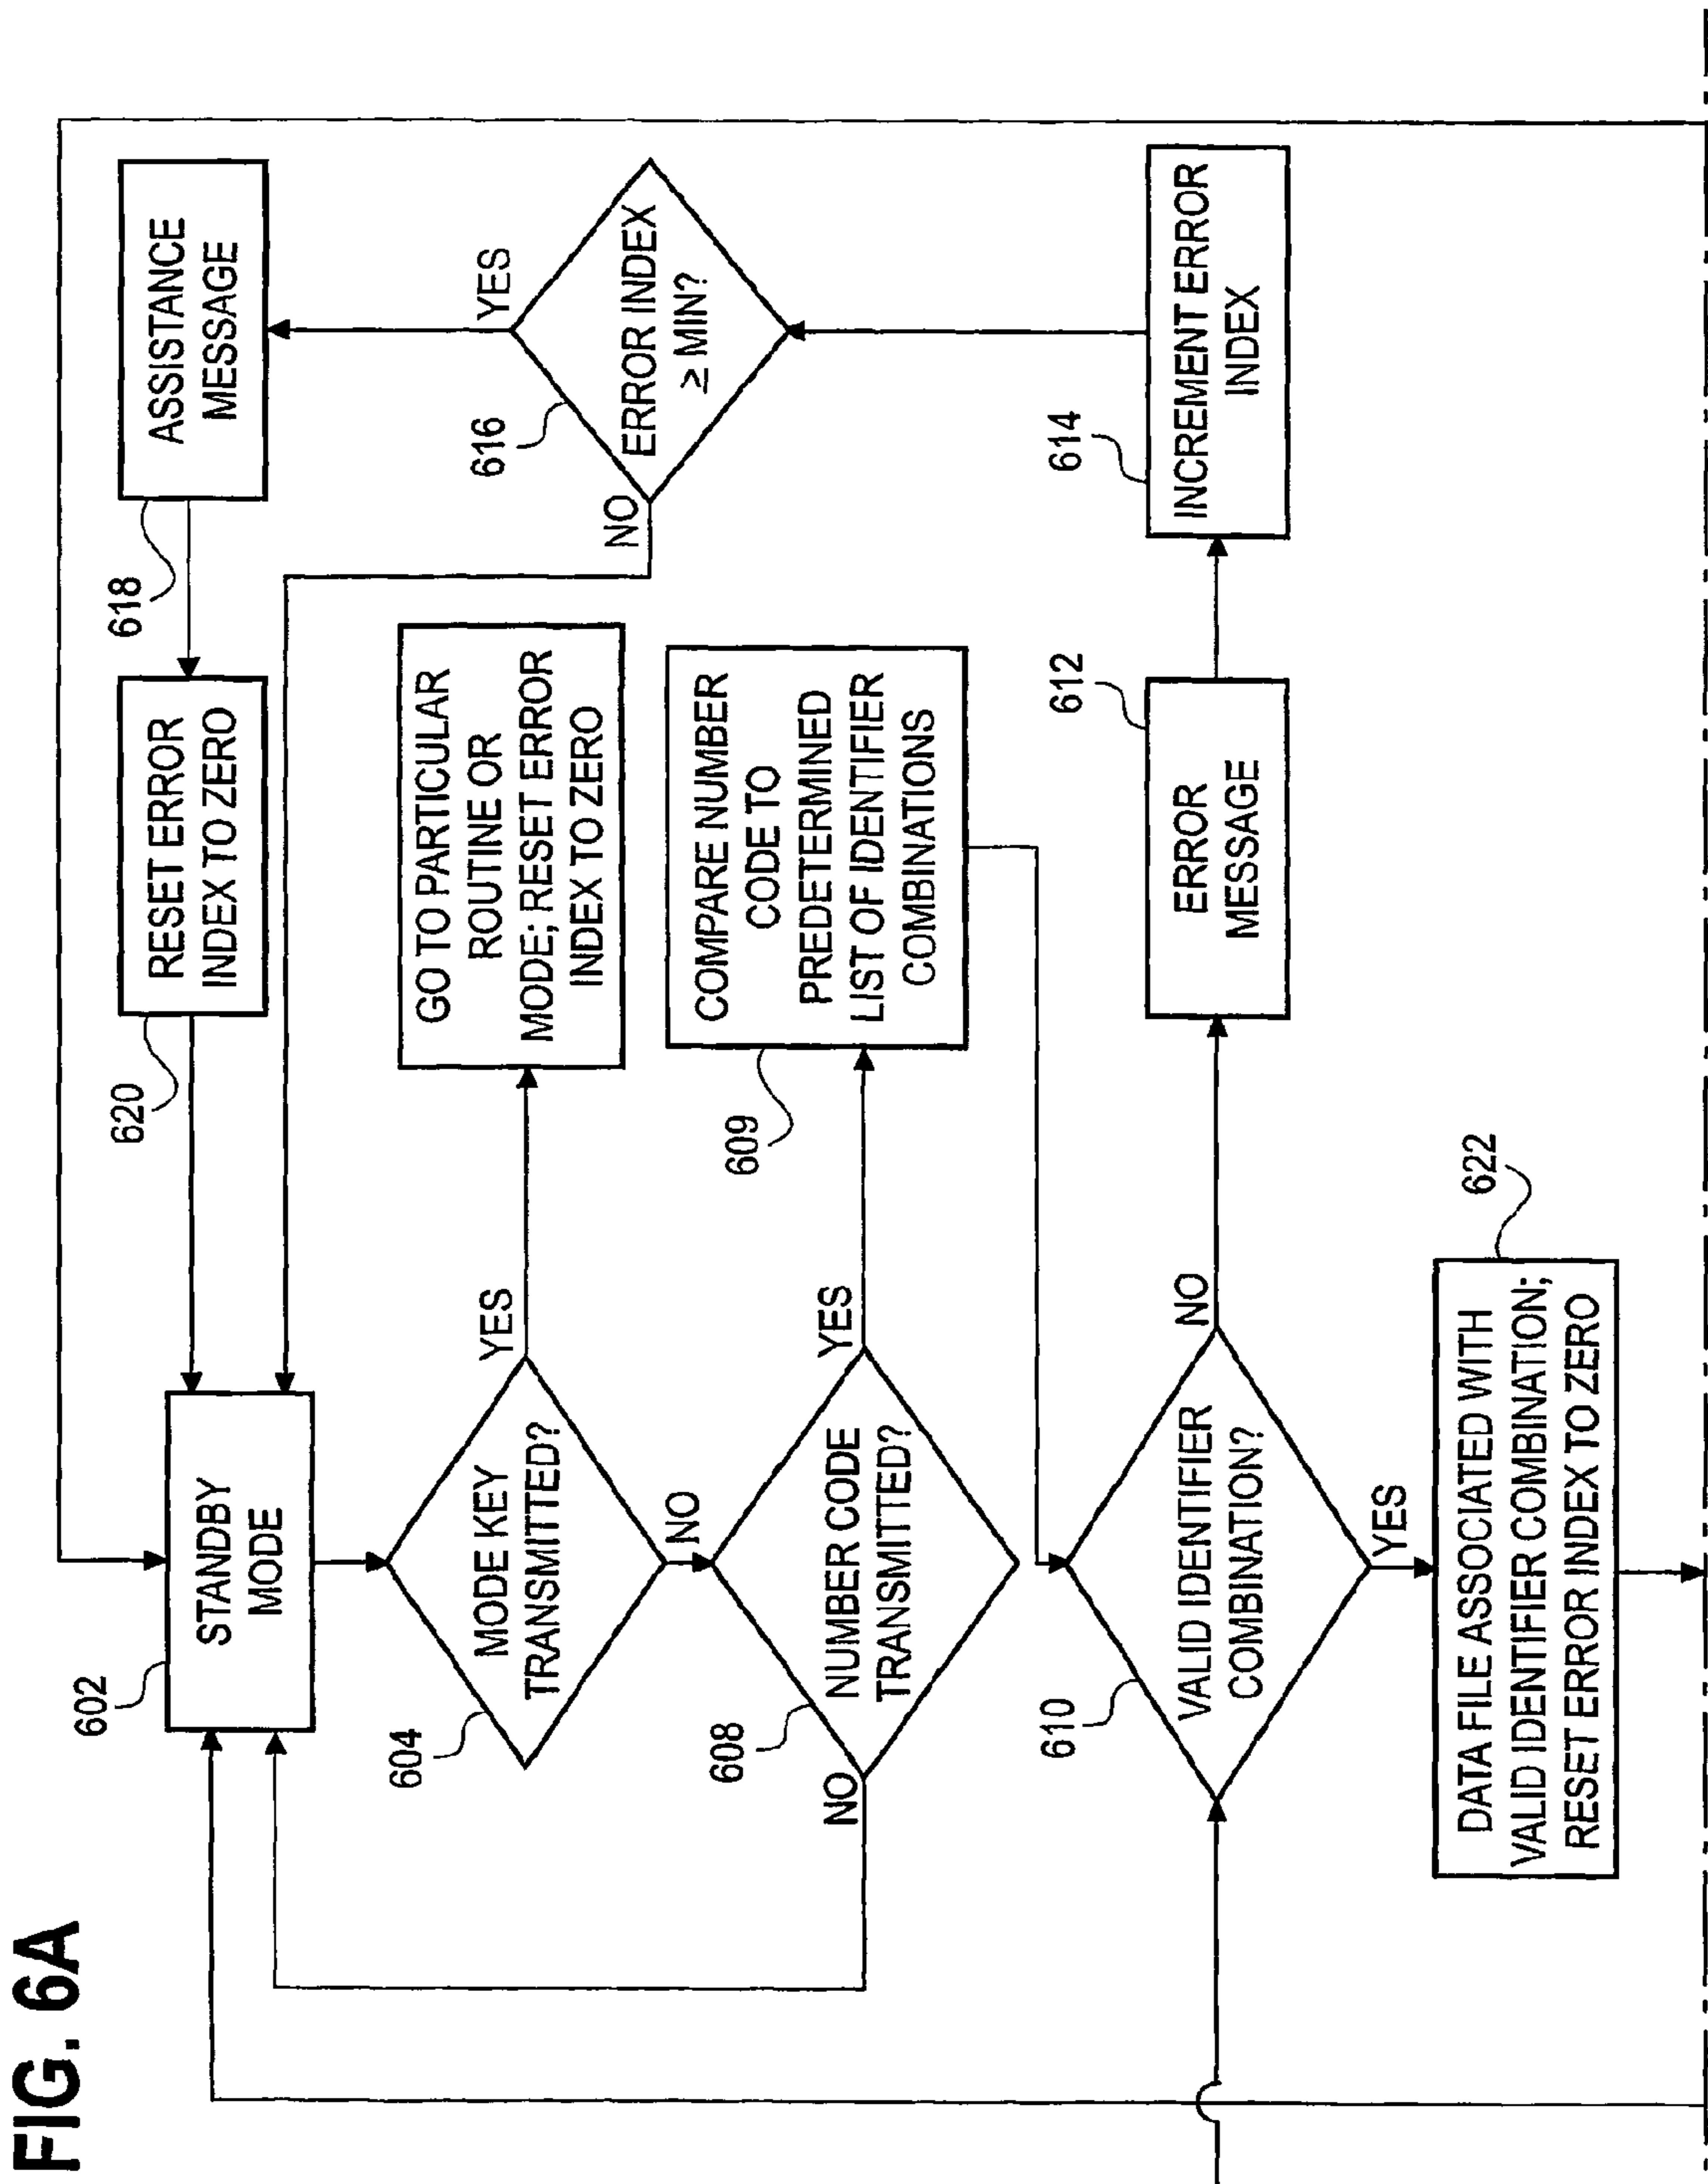 FIG. 6A
602
STANDBY
MODE
620
RESET ERROR
INDEX TO ZERO
618
ASSISTANCE
MESSAGE
604
MODE KEY
TRANSMITTED?
YES
NO
GO TO PARTICULAR
ROUTINE OR
MODE; RESET ERROR
INDEX TO ZERO
616
ERROR INDEX
≥ MIN?
YES
NO
608
NUMBER CODE
TRANSMITTED?
YES
NO
609
COMPARE NUMBER
CODE TO
PREDETERMINED
LIST OF IDENTIFIER
COMBINATIONS
610
VALID IDENTIFIER
COMBINATION?
NO
YES
612
ERROR
MESSAGE
614
INCREMENT ERROR
INDEX
622
DATA FILE ASSOCIATED WITH
VALID IDENTIFIER COMBINATION;
RESET ERROR INDEX TO ZERO